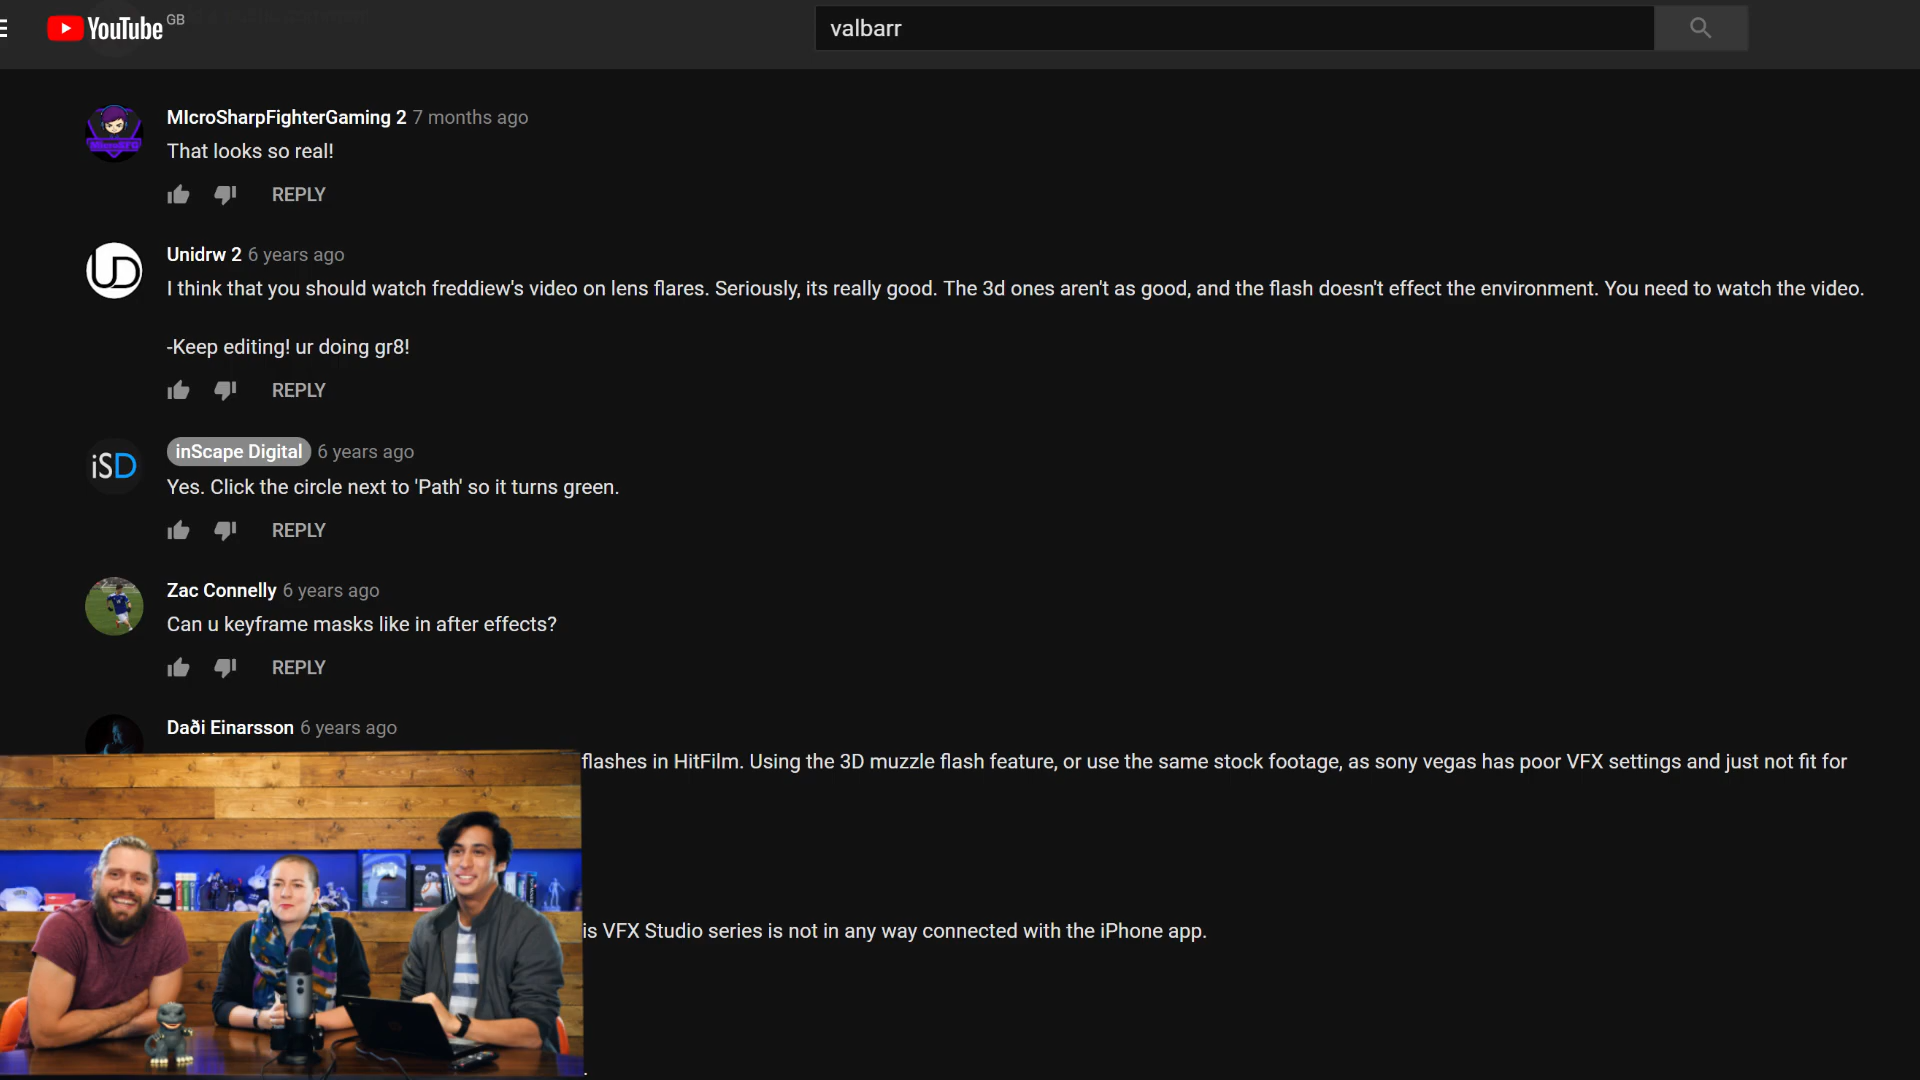 YouTube GB
valbarr
MIcroSharpFighterGaming 2 7 months ago
That looks so real!
REPLY
Unidrw 2 6 years ago
I think that you should watch freddiew's video on lens flares. Seriously, its really good. The 3d ones aren't as good, and the flash doesn't effect the environment. You need to watch the video.
-Keep editing! ur doing gr8!
REPLY
iSD
inScape Digital 6 years ago
Yes. Click the circle next to 'Path' so it turns green.
REPLY
Zac Connelly 6 years ago
Can u keyframe masks like in after effects?
REPLY
Daði Einarsson 6 years ago
flashes in HitFilm. Using the 3D muzzle flash feature, or use the same stock footage, as sony vegas has poor VFX settings and just not fit for
is VFX Studio series is not in any way connected with the iPhone app.